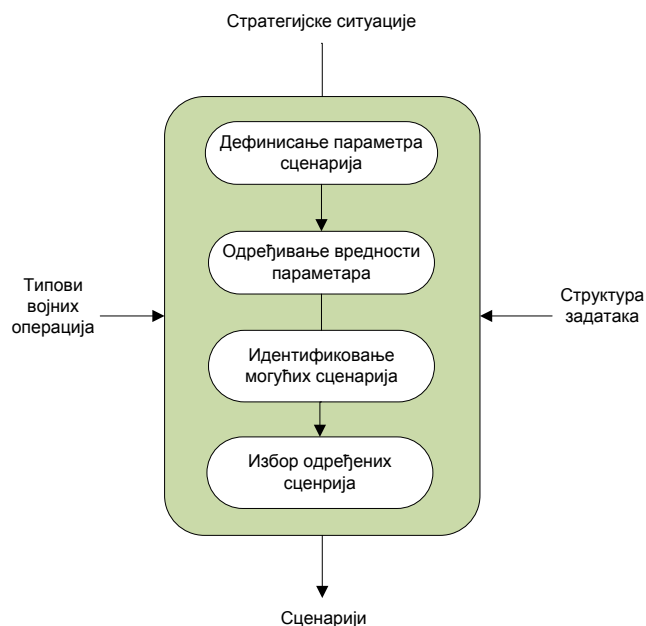 Стратегијске ситуације
Дефинисање параметра
сценарија
Одређивање вредности
параметара
Типови
војних
операција
Структура
задатака
Идентификовање
могућих сценарија
Избор одређених
сценрија
Сценарији